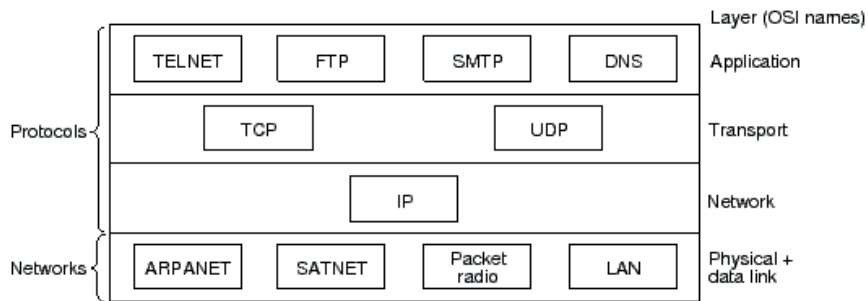 Layer (OSI names)
TELNET FTP SMTP DNS Application
Protocols
TCP UDP Transport
IP Network
Networks
ARPANET SATNET Packet radio LAN Physical + data link